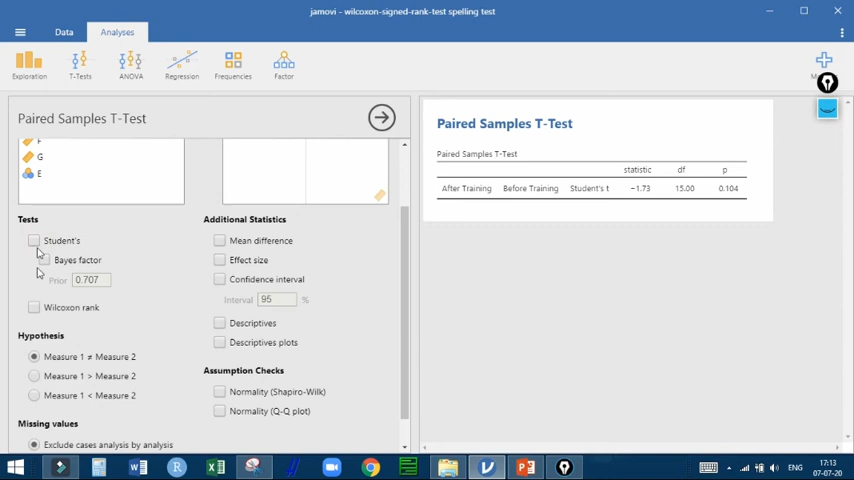 jamovi - wilcoxon-signed-rank-test spelling test
Data
Analyses
Exploration
T-Tests
ANOVA
Regression
Frequencies
Factor
Paired Samples T-Test
G
E
Tests
Student's
Bayes factor
Prior 0.707
Wilcoxon rank
Hypothesis
Measure 1 ≠ Measure 2
Measure 1 > Measure 2
Measure 1 < Measure 2
Missing values
Exclude cases analysis by analysis
Additional Statistics
Mean difference
Effect size
Confidence interval
Interval 95 %
Descriptives
Descriptives plots
Assumption Checks
Normality (Shapiro-Wilk)
Normality (Q-Q plot)
Paired Samples T-Test
Paired Samples T-Test
statistic df p
After Training Before Training Student's t −1.73 15.00 0.104
ENG
17:13
07-07-20